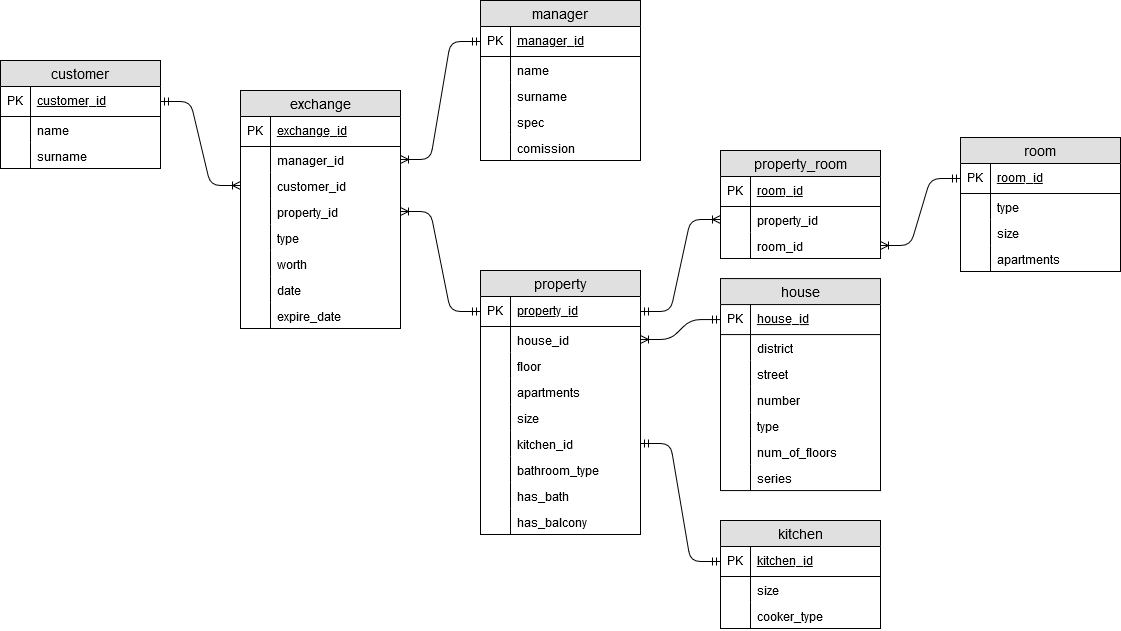 manager
PK manager_id
name
surname
spec
comission
customer
PK customer_id
name
surname
exchange
PK exchange_id
manager_id
customer_id
property_id
type
worth
date
expire_date
property_room
PK room_id
property_id
room_id
room
PK room_id
type
size
apartments
property
PK property_id
house_id
floor
apartments
size
kitchen_id
bathroom_type
has_bath
has_balcony
house
PK house_id
district
street
number
type
num_of_floors
series
kitchen
PK kitchen_id
size
cooker_type